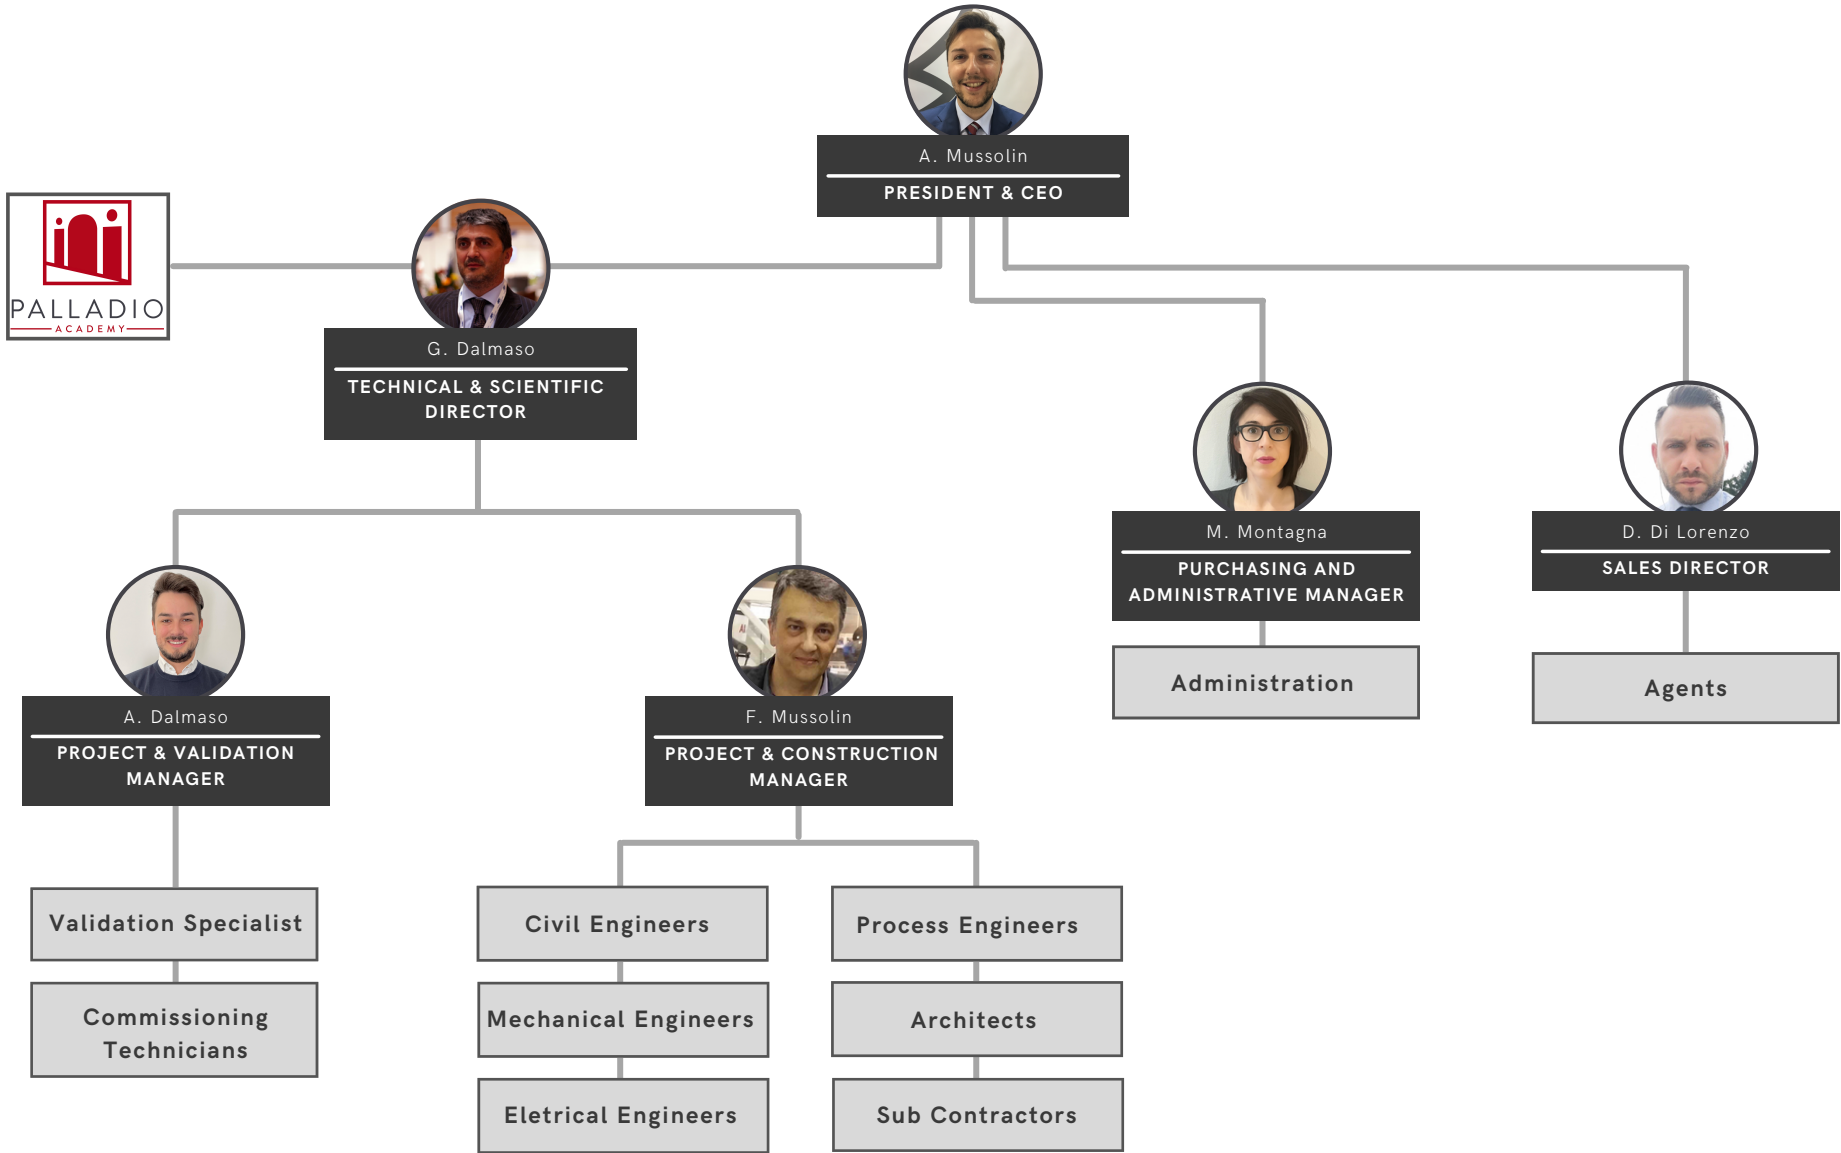 A. Mussolin
PRESIDENT & CEO
PALLADIO
ACADEMY
G. Dalmaso
TECHNICAL & SCIENTIFIC
DIRECTOR
M. Montagna
PURCHASING AND
ADMINISTRATIVE MANAGER
Administration
D. Di Lorenzo
SALES DIRECTOR
Agents
A. Dalmaso
PROJECT & VALIDATION
MANAGER
F. Mussolin
PROJECT & CONSTRUCTION
MANAGER
Validation Specialist
Commissioning
Technicians
Civil Engineers
Mechanical Engineers
Eletrical Engineers
Process Engineers
Architects
Sub Contractors